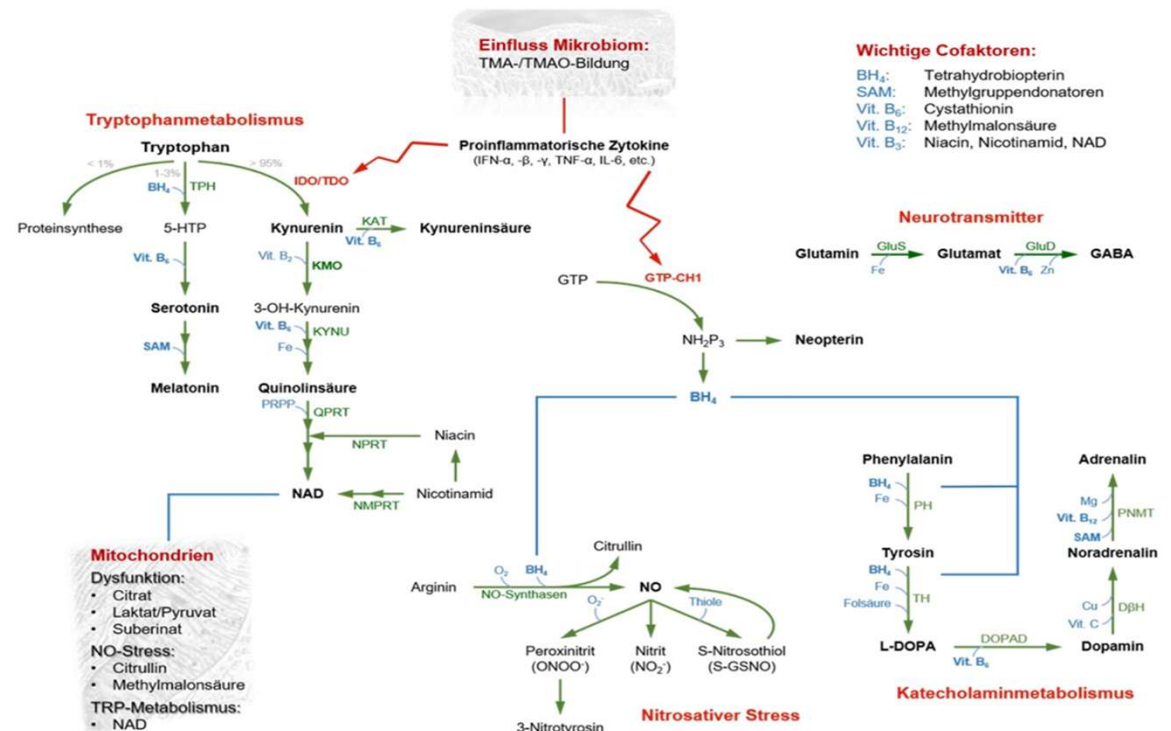 Einfluss Mikrobiom:
TMA-/TMAO-Bildung
Wichtige Cofaktoren:
BH₄: Tetrahydrobiopterin
SAM: Methylgruppendonatoren
Vit. B₆: Cystathionin
Vit. B₁₂: Methylmalonsäure
Vit. B₃: Niacin, Nicotinamid, NAD
Tryptophanmetabolismus
Tryptophan
< 1%
1-3%
> 95%
BH₄
TPH
IDO/TDO
Proinflammatorische Zytokine
(IFN-α, -β, -γ, TNF-α, IL-6, etc.)
Proteinsynthese
5-HTP
Kynurenin
KAT
Vit. B₆
Kynureninsäure
Vit. B₆
Vit. B₂
KMO
Serotonin
3-OH-Kynurenin
Vit. B₆
KYNU
Fe
SAM
Melatonin
Quinolinsäure
PRPP
QPRT
Niacin
NPRT
NAD
Nicotinamid
NMPRT
Neurotransmitter
Glutamin
GluS
Fe
Glutamat
GluD
Vit. B₆
Zn
GABA
GTP
GTP-CH1
NH₂P₃
Neopterin
BH₄
Phenylalanin
BH₄
Fe
PH
Tyrosin
BH₄
Fe
Folsäure
TH
L-DOPA
DOPAD
Vit. B₆
Dopamin
Cu
Vit. C
DβH
Noradrenalin
Mg
Vit. B₁₂
SAM
PNMT
Adrenalin
Katecholaminmetabolismus
Mitochondrien
Dysfunktion:
• Citrat
• Laktat/Pyruvat
• Suberinat
NO-Stress:
• Citrullin
• Methylmalonsäure
TRP-Metabolismus:
• NAD
Citrullin
Arginin
O₂
BH₄
NO-Synthasen
NO
O₂⁻
Thiole
Peroxinitrit
(ONOO⁻)
Nitrit
(NO₂⁻)
S-Nitrosothiol
(S-GSNO)
3-Nitrotyrosin
Nitrosativer Stress